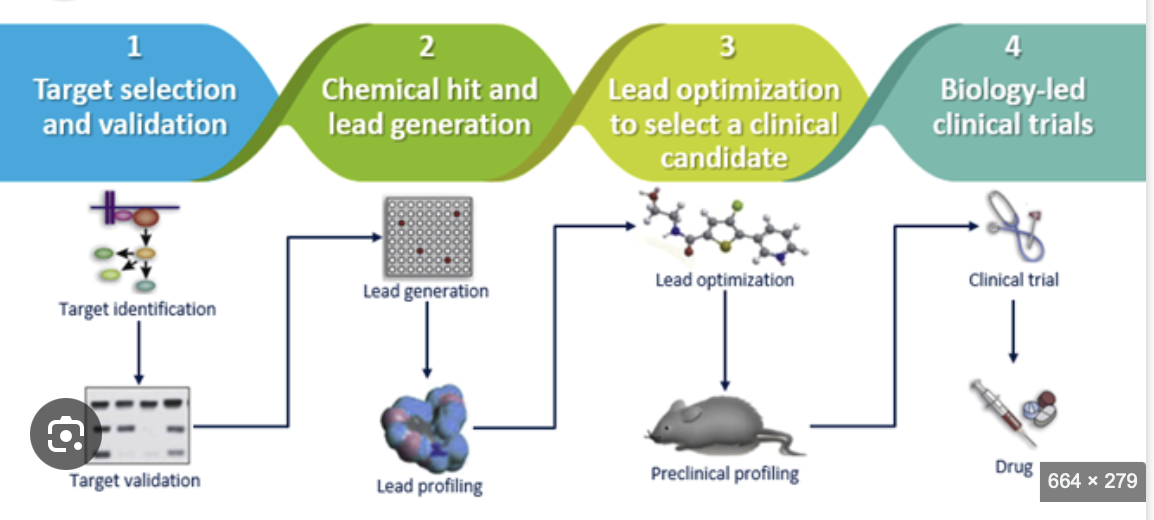 1
Target selection
and validation
2
Chemical hit and
lead generation
3
Lead optimization
to select a clinical
candidate
4
Biology-led
clinical trials
Target identification
Target validation
Lead generation
Lead profiling
Lead optimization
Preclinical profiling
Clinical trial
Drug
664 × 279